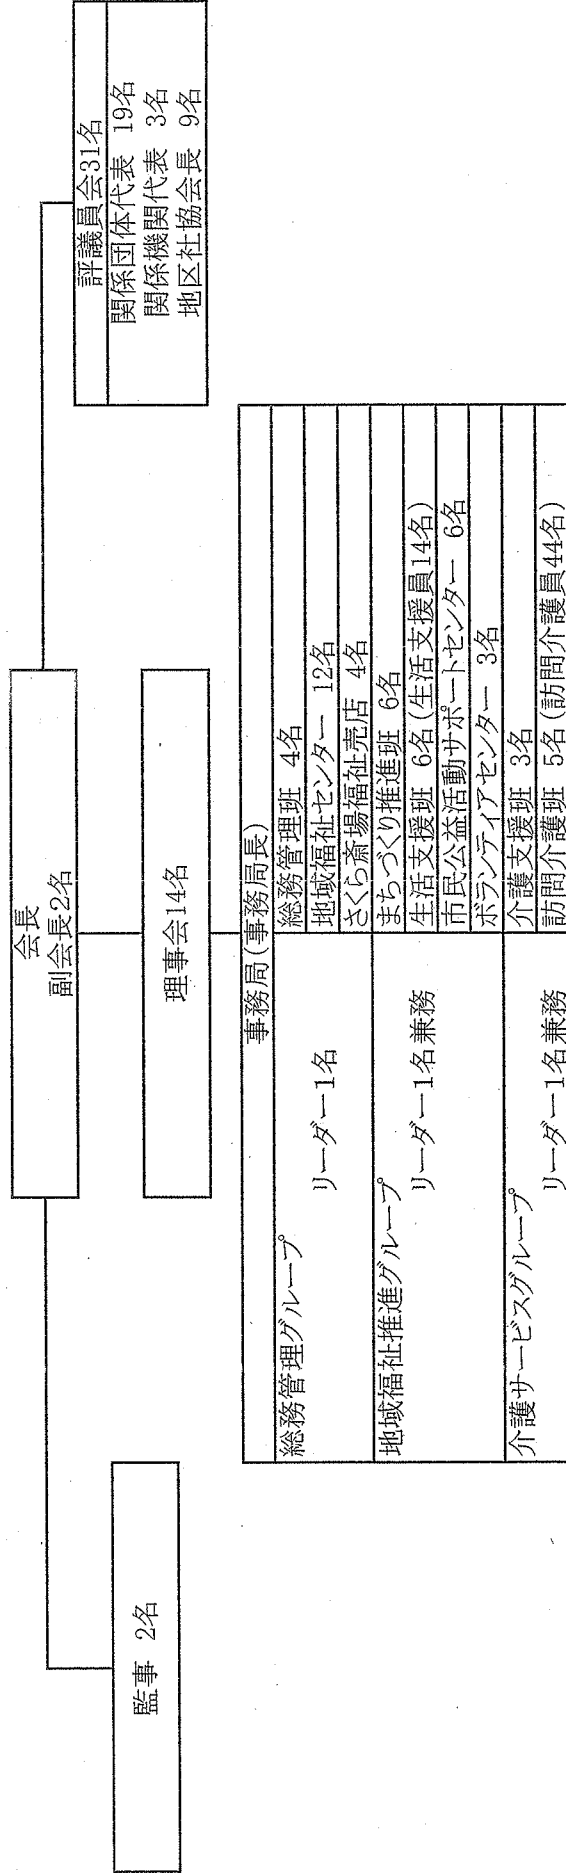 会長
副会長2名
監事 2名
理事会14名
評議員会31名
関係団体代表 19名
関係機関代表 3名
地区社協会長 9名
事務局(事務局長)
総務管理グループ
リーダー1名
総務管理班 4名
地域福祉センター 12名
さくら斎場福祉売店 4名
地域福祉推進グループ
リーダー1名兼務
まちづくり推進班 6名
生活支援班 6名(生活支援員14名)
市民公益活動サポートセンター 6名
ボランティアセンター 3名
介護サービスグループ
リーダー1名兼務
介護支援班 3名
訪問介護班 5名(訪問介護員44名)